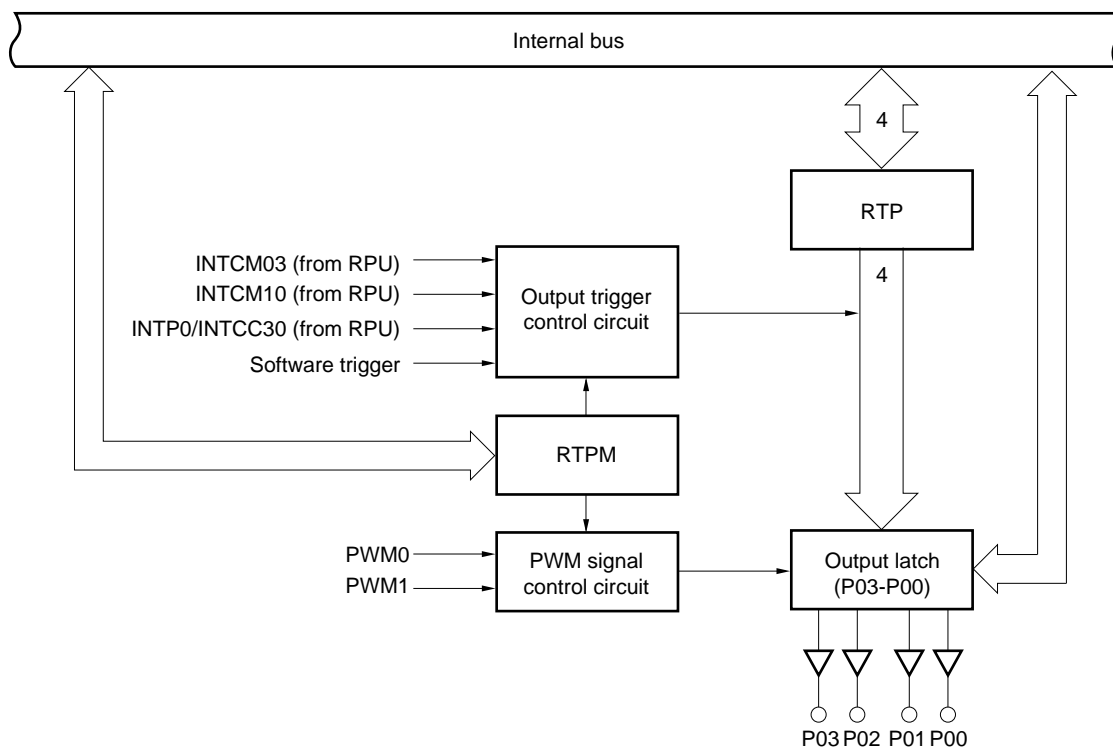 Internal bus
4
RTP
4
INTCM03 (from RPU)
INTCM10 (from RPU)
INTP0/INTCC30 (from RPU)
Software trigger
Output trigger
control circuit
RTPM
PWM0
PWM1
PWM signal
control circuit
Output latch
(P03-P00)
P03 P02 P01 P00